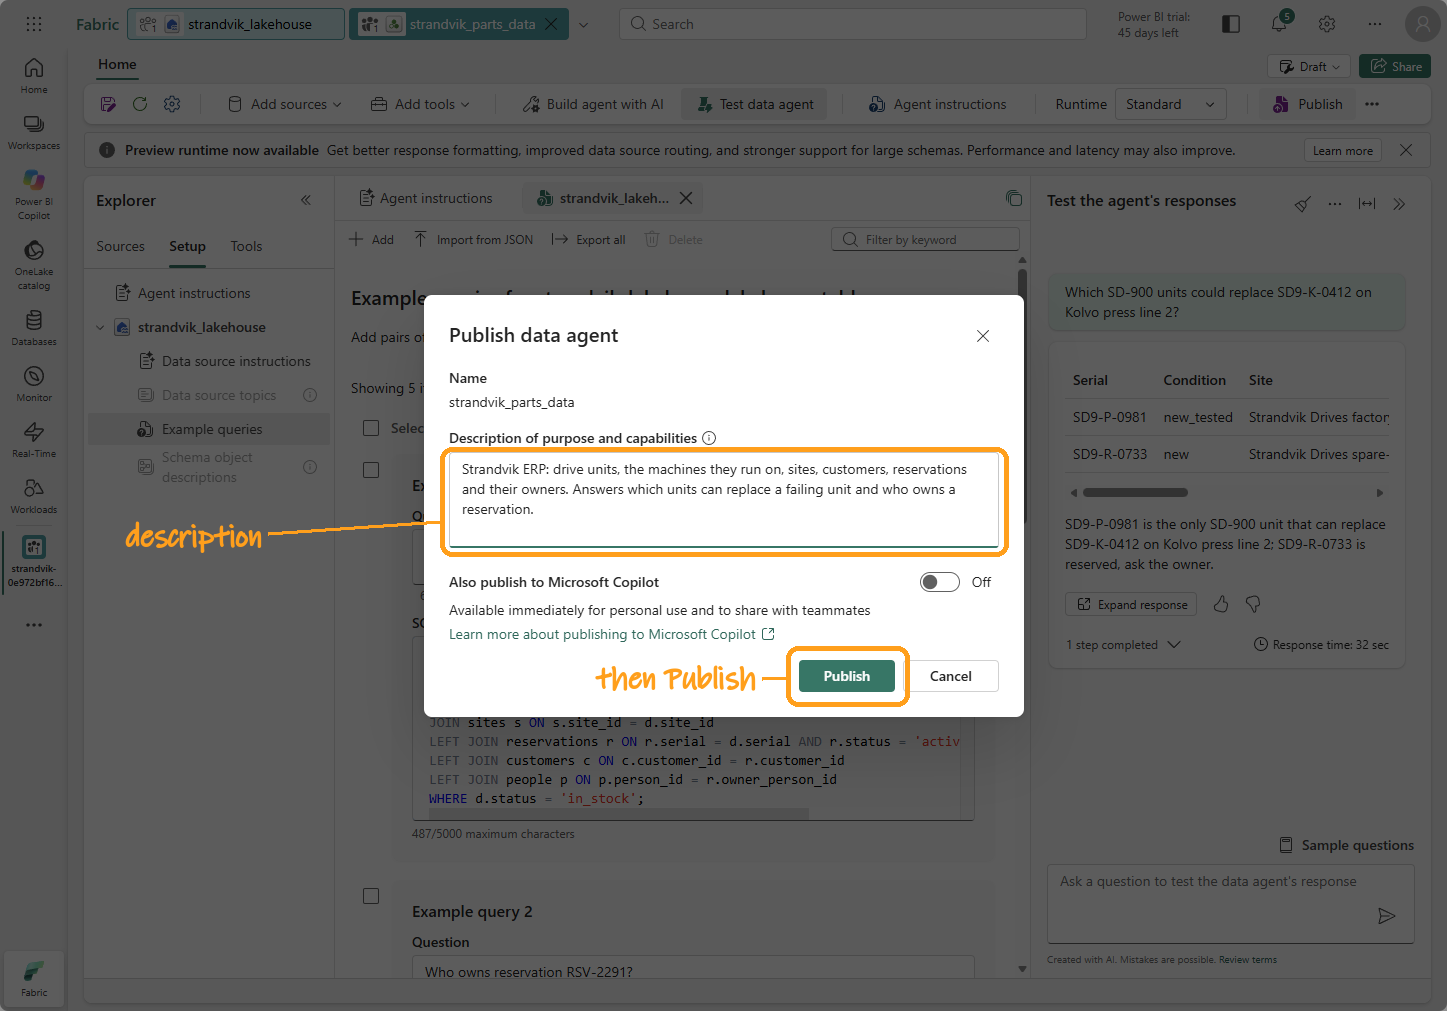 Fabric
strandvik_lakehouse
strandvik_parts_data
Search
Power BI trial:
45 days left
5
Home
Draft
Share
Add sources
Add tools
Build agent with AI
Test data agent
Agent instructions
Runtime
Standard
Publish
Preview runtime now available Get better response formatting, improved data source routing, and stronger support for large schemas. Performance and latency may also improve.
Learn more
Home
Workspaces
Power BI
Copilot
OneLake
catalog
Databases
Monitor
Real-Time
Workloads
strandvik-
0e972bf16...
Fabric
Explorer
Sources
Setup
Tools
Agent instructions
strandvik_lakehouse
Data source instructions
Data source topics
Example queries
Schema object
descriptions
Agent instructions
strandvik_lakeh...
Add
Import from JSON
Export all
Delete
Filter by keyword
Add pairs o
Showing 5 i
Selec
Publish data agent
Name
strandvik_parts_data
Description of purpose and capabilities
Strandvik ERP: drive units, the machines they run on, sites, customers, reservations
and their owners. Answers which units can replace a failing unit and who owns a
reservation.
description
Also publish to Microsoft Copilot
Off
Available immediately for personal use and to share with teammates
Learn more about publishing to Microsoft Copilot
then Publish
Publish
Cancel
JOIN sites s ON s.site_id = d.site_id
LEFT JOIN reservations r ON r.serial = d.serial AND r.status = 'activ
LEFT JOIN customers c ON c.customer_id = r.customer_id
LEFT JOIN people p ON p.person_id = r.owner_person_id
WHERE d.status = 'in_stock';
487/5000 maximum characters
Example query 2
Question
Who owns reservation RSV-2291?
Test the agent's responses
Which SD-900 units could replace SD9-K-0412 on
Kolvo press line 2?
Serial Condition Site
SD9-P-0981 new_tested Strandvik Drives factory
SD9-R-0733 new Strandvik Drives spare-
SD9-P-0981 is the only SD-900 unit that can replace
SD9-K-0412 on Kolvo press line 2; SD9-R-0733 is
reserved, ask the owner.
Expand response
1 step completed
Response time: 32 sec
Sample questions
Ask a question to test the data agent's response
Created with AI. Mistakes are possible. Review terms